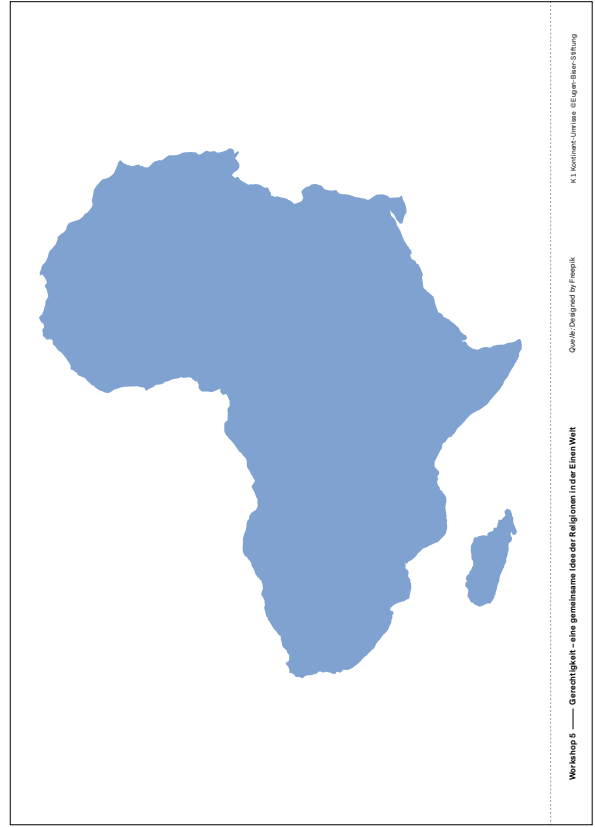 Workshop 5 —— Gerechtigkeit – eine gemeinsame Idee der Religionen in der Einen Welt
Quelle: Designed by Freepik
K 1 Kontinent-Umrisse ©Eugen-Biser-Stiftung